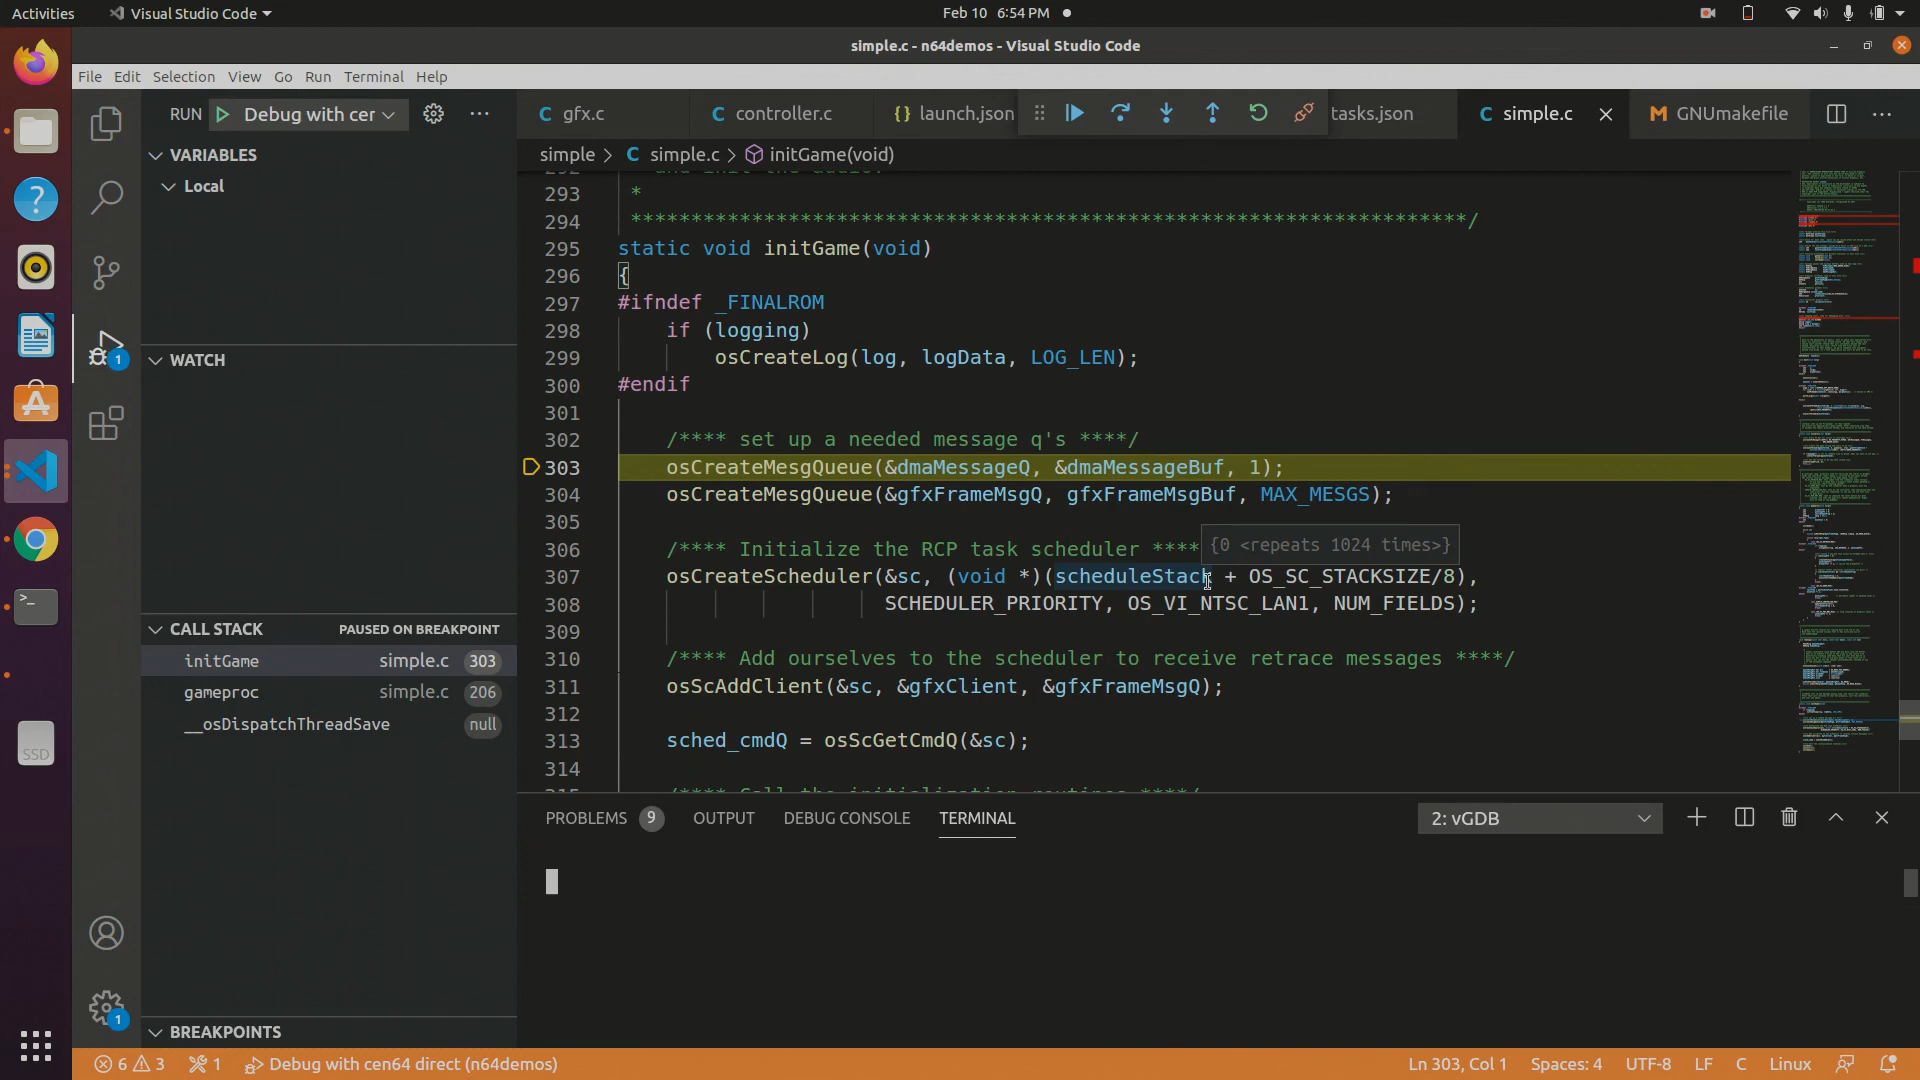 Activities
Visual Studio Code
Feb 10 6:54 PM
simple.c - n64demos - Visual Studio Code
File Edit Selection View Go Run Terminal Help
RUN Debug with cer
gfx.c controller.c launch.json tasks.json simple.c GNUmakefile
simple > simple.c > initGame(void)
VARIABLES
Local
WATCH
CALL STACK PAUSED ON BREAKPOINT
initGame simple.c 303
gameproc simple.c 206
__osDispatchThreadSave null
BREAKPOINTS
293 *
294 *********************************************************************/
295 static void initGame(void)
296 {
297 #ifndef _FINALROM
298 if (logging)
299 osCreateLog(log, logData, LOG_LEN);
300 #endif
301
302 /**** set up a needed message q's ****/
303 osCreateMesgQueue(&dmaMessageQ, &dmaMessageBuf, 1);
304 osCreateMesgQueue(&gfxFrameMsgQ, gfxFrameMsgBuf, MAX_MESGS);
305
{0 <repeats 1024 times>}
306 /**** Initialize the RCP task scheduler ****
307 osCreateScheduler(&sc, (void *)(scheduleStack + OS_SC_STACKSIZE/8),
308 SCHEDULER_PRIORITY, OS_VI_NTSC_LAN1, NUM_FIELDS);
309
310 /**** Add ourselves to the scheduler to receive retrace messages ****/
311 osScAddClient(&sc, &gfxClient, &gfxFrameMsgQ);
312
313 sched_cmdQ = osScGetCmdQ(&sc);
314
PROBLEMS 9 OUTPUT DEBUG CONSOLE TERMINAL 2: vGDB
SSD
1
1
6 3 1 Debug with cen64 direct (n64demos) Ln 303, Col 1 Spaces: 4 UTF-8 LF C Linux